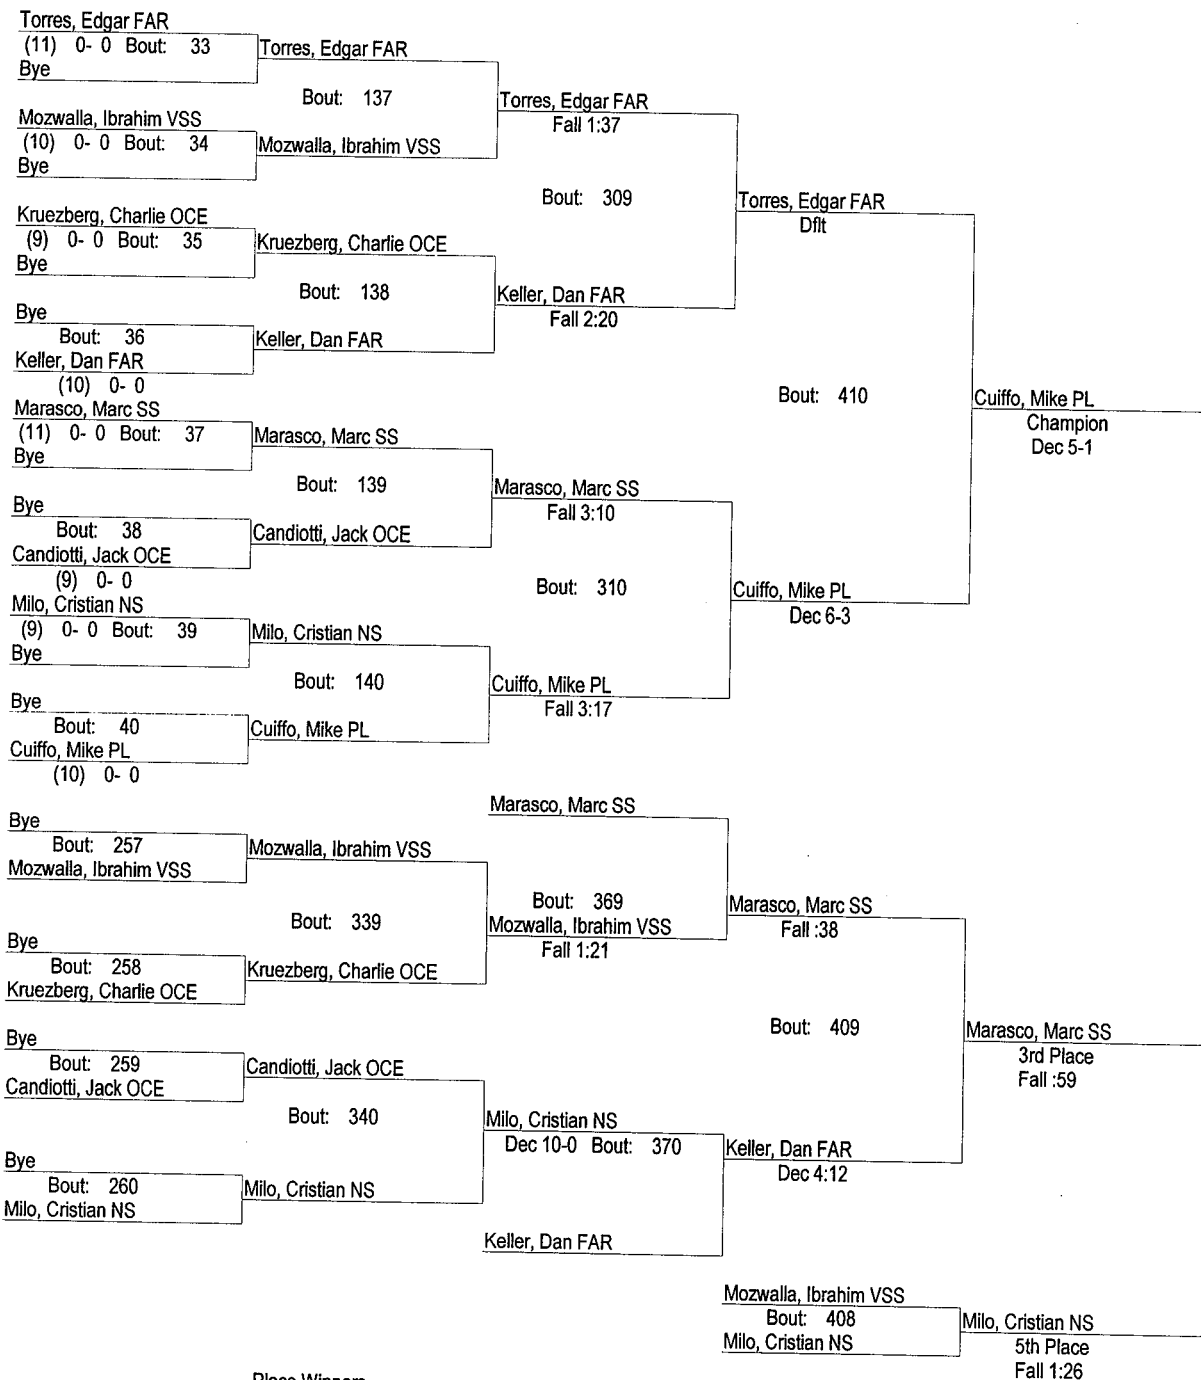 Torres, Edgar FAR
(11) 0- 0 Bout: 33
Bye
Torres, Edgar FAR
Bout: 137
Mozwalla, Ibrahim VSS
(10) 0- 0 Bout: 34
Bye
Mozwalla, Ibrahim VSS
Torres, Edgar FAR
Fall 1:37
Bout: 309
Kruezberg, Charlie OCE
(9) 0- 0 Bout: 35
Bye
Kruezberg, Charlie OCE
Bout: 138
Bye
Bout: 36
Keller, Dan FAR
(10) 0- 0
Keller, Dan FAR
Keller, Dan FAR
Fall 2:20
Torres, Edgar FAR
Dflt
Bout: 410
Marasco, Marc SS
(11) 0- 0 Bout: 37
Bye
Marasco, Marc SS
Bout: 139
Bye
Bout: 38
Candiotti, Jack OCE
(9) 0- 0
Candiotti, Jack OCE
Marasco, Marc SS
Fall 3:10
Bout: 310
Milo, Cristian NS
(9) 0- 0 Bout: 39
Bye
Milo, Cristian NS
Bout: 140
Bye
Bout: 40
Cuiffo, Mike PL
(10) 0- 0
Cuiffo, Mike PL
Cuiffo, Mike PL
Fall 3:17
Cuiffo, Mike PL
Dec 6-3
Cuiffo, Mike PL
Champion
Dec 5-1
Bye
Bout: 257
Mozwalla, Ibrahim VSS
Mozwalla, Ibrahim VSS
Bout: 339
Bye
Bout: 258
Kruezberg, Charlie OCE
Kruezberg, Charlie OCE
Marasco, Marc SS
Bout: 369
Mozwalla, Ibrahim VSS
Fall 1:21
Marasco, Marc SS
Fall :38
Bout: 409
Bye
Bout: 259
Candiotti, Jack OCE
Candiotti, Jack OCE
Bout: 340
Bye
Bout: 260
Milo, Cristian NS
Milo, Cristian NS
Milo, Cristian NS
Dec 10-0 Bout: 370
Keller, Dan FAR
Keller, Dan FAR
Dec 4:12
Marasco, Marc SS
3rd Place
Fall :59
Mozwalla, Ibrahim VSS
Bout: 408
Milo, Cristian NS
Milo, Cristian NS
5th Place
Fall 1:26
Place Winners